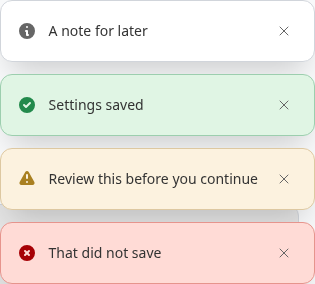 A note for later
Settings saved
Review this before you continue
That did not save